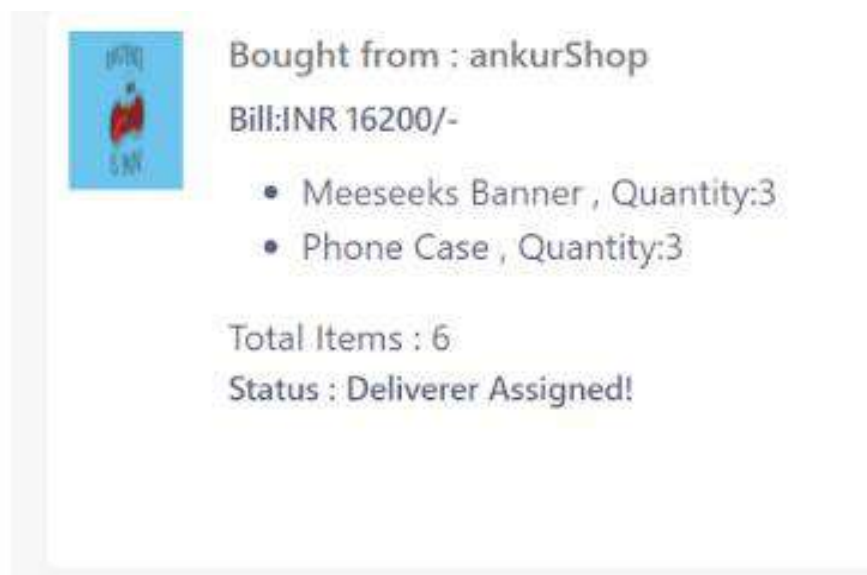 Bought from : ankurShop
Bill:INR 16200/-
• Meeseeks Banner , Quantity:3
• Phone Case , Quantity:3
Total Items : 6
Status : Deliverer Assigned!